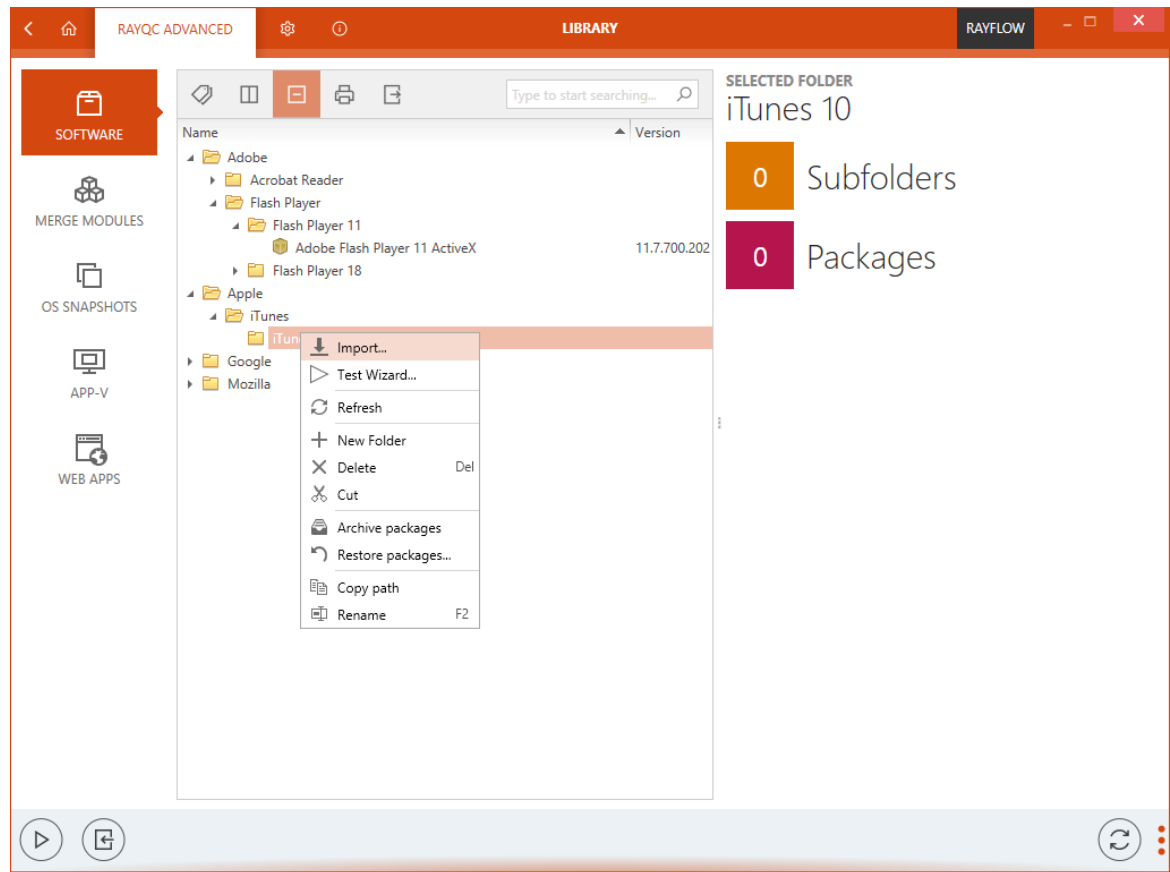 RAYQC ADVANCED
LIBRARY
RAYFLOW
SOFTWARE
MERGE MODULES
OS SNAPSHOTS
APP-V
WEB APPS
Type to start searching...
Name Version
Adobe
Acrobat Reader
Flash Player
Flash Player 11
Adobe Flash Player 11 ActiveX 11.7.700.202
Flash Player 18
Apple
iTunes
Google
Mozilla
Import...
Test Wizard...
Refresh
New Folder
Delete Del
Cut
Archive packages
Restore packages...
Copy path
Rename F2
SELECTED FOLDER
iTunes 10
0 Subfolders
0 Packages